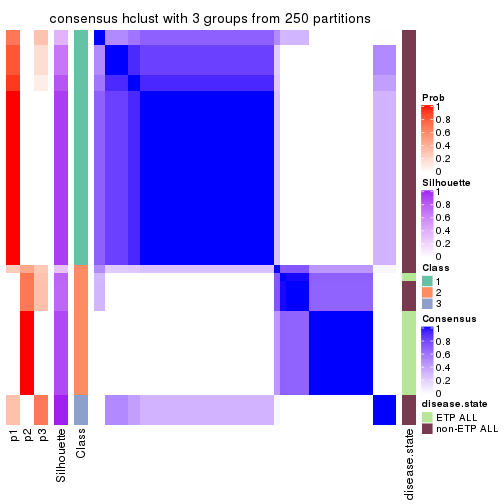 consensus hclust with 3 groups from 250 partitions
Prob
1
0.8
0.6
0.4
0.2
0
Silhouette
1
0.8
0.6
0.4
0.2
0
Class
1
2
3
Consensus
1
0.8
0.6
0.4
0.2
0
disease.state
ETP ALL
non-ETP ALL
p1
p2
p3
Silhouette
Class
disease.state